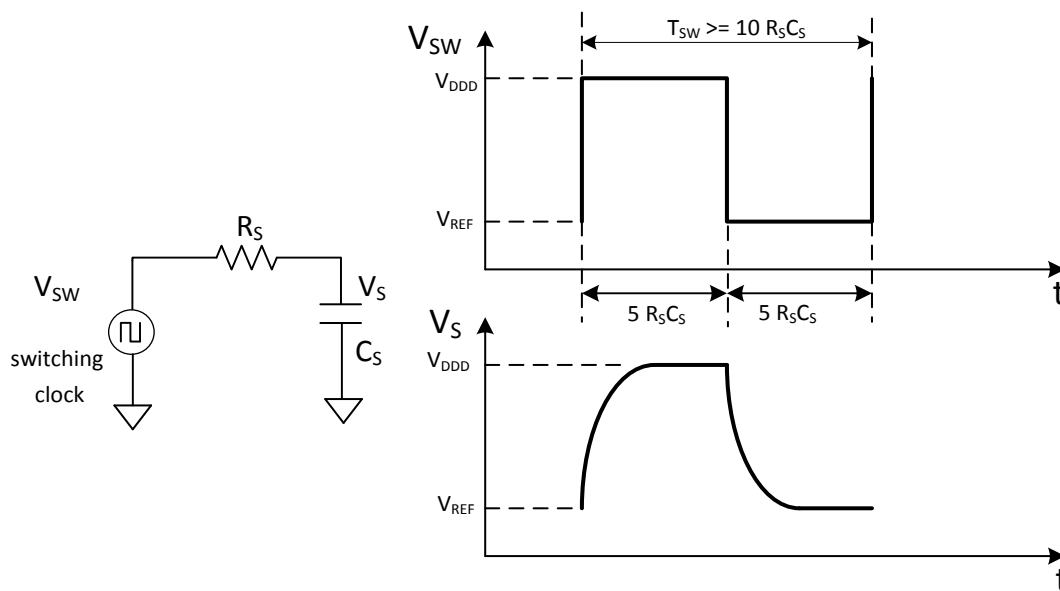 V_SW
switching
clock
R_S
V_S
C_S
V_SW
V_DDD
V_REF
T_SW >= 10 R_SC_S
t
5 R_SC_S
5 R_SC_S
V_S
V_DDD
V_REF
t